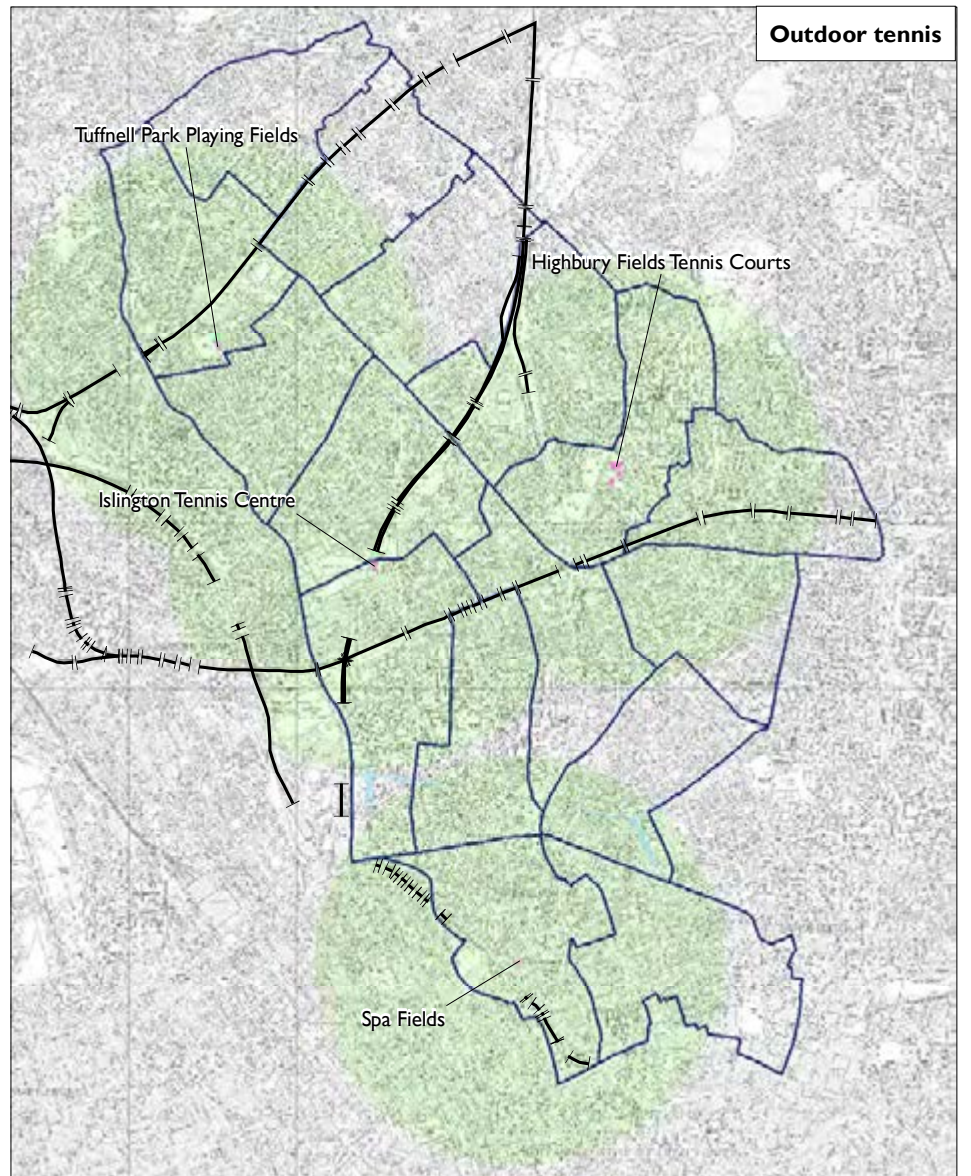 Outdoor tennis
Tuffnell Park Playing Fields
Highbury Fields Tennis Courts
Islington Tennis Centre
Spa Fields